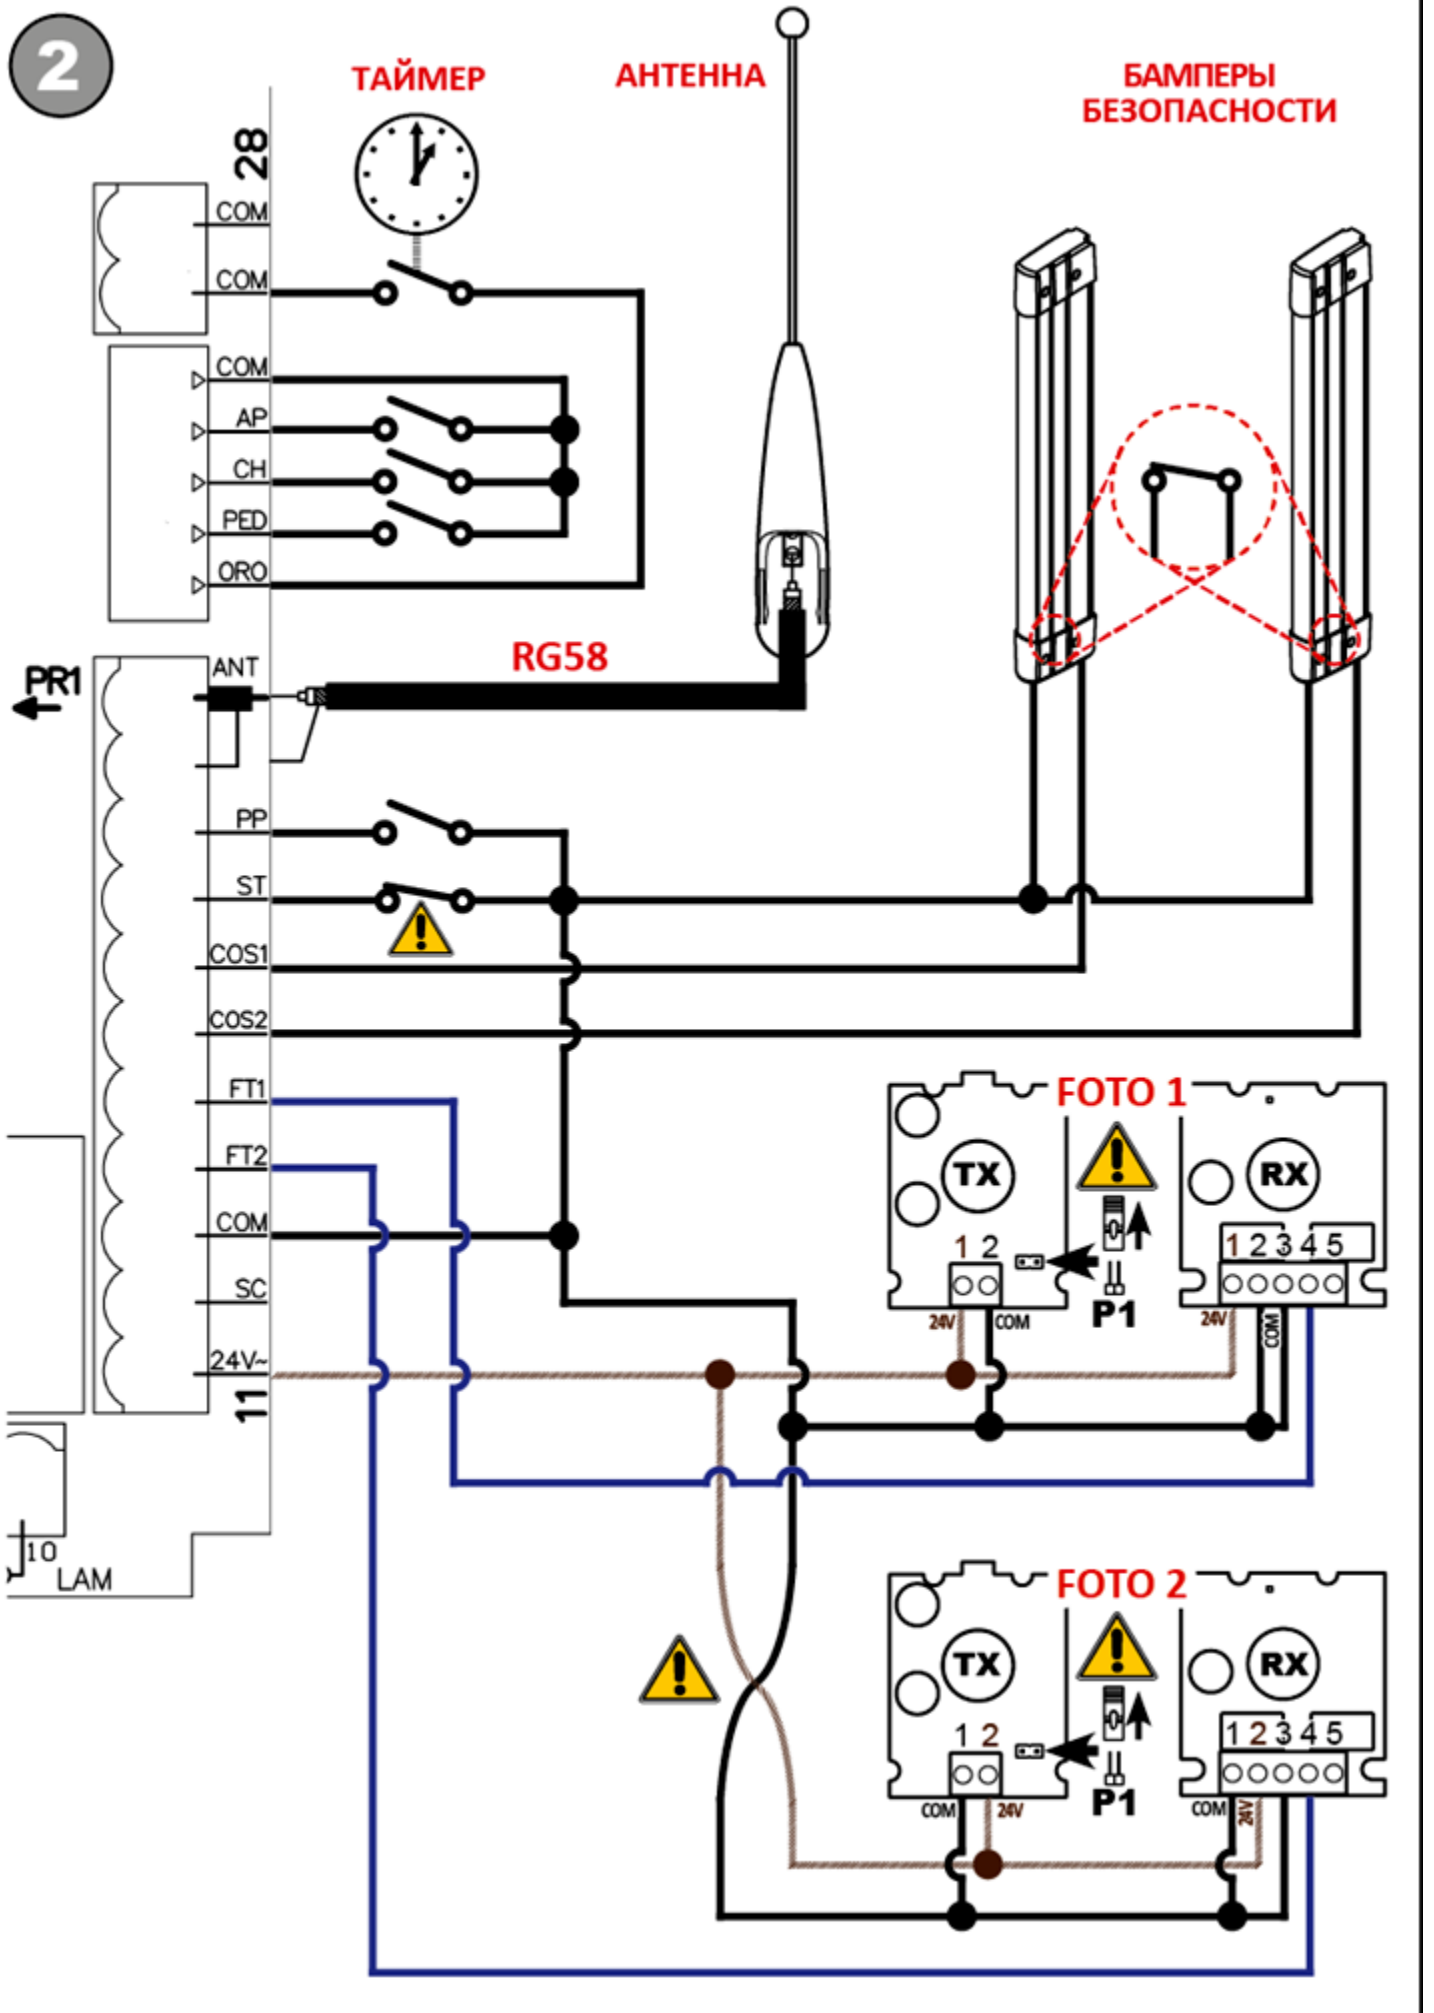 2
ТАЙМЕР
АНТЕННА
БАМПЕРЫ
БЕЗОПАСНОСТИ
28
COM
COM
COM
AP
CH
PED
ORO
PR1
ANT
RG58
PP
ST
COS1
COS2
FT1
FT2
COM
SC
24V~
11
10
LAM
FOTO 1
TX
RX
1 2
1 2 3 4 5
P1
24V
COM
24V
COM
FOTO 2
TX
RX
1 2
1 2 3 4 5
P1
COM
24V
COM
24V